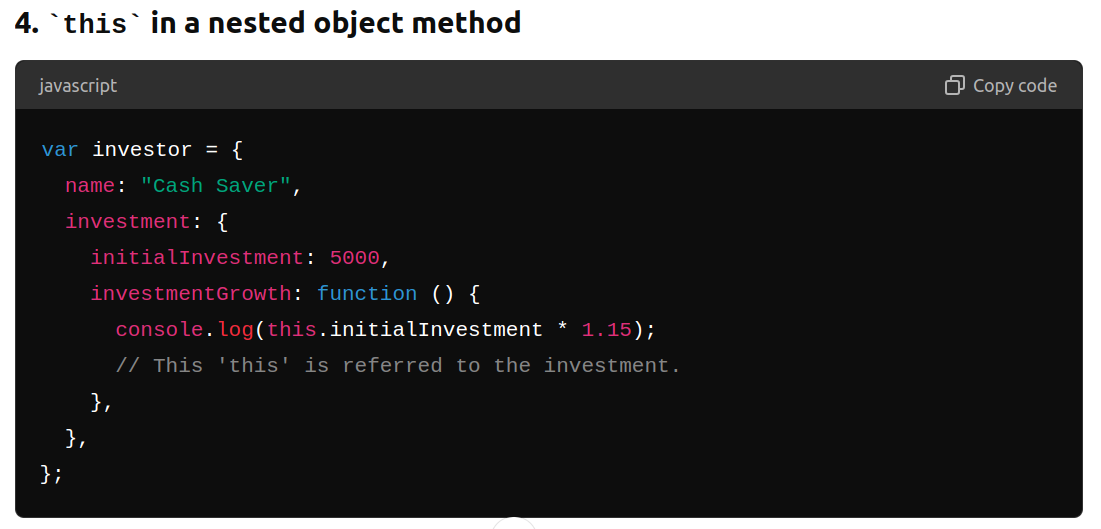 4. `this` in a nested object method
javascript
Copy code
var investor = {
  name: "Cash Saver",
  investment: {
    initialInvestment: 5000,
    investmentGrowth: function () {
      console.log(this.initialInvestment * 1.15);
      // This 'this' is referred to the investment.
    },
  },
};